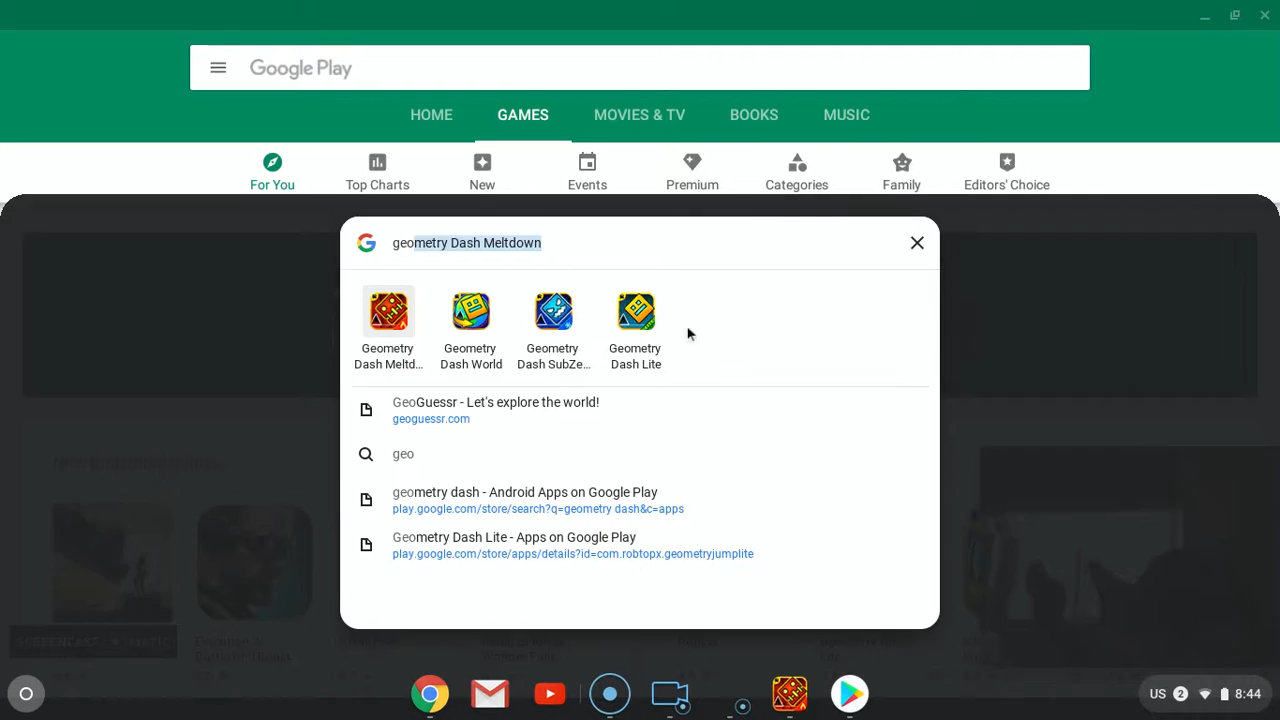 Google Play
HOME GAMES MOVIES & TV BOOKS MUSIC
For You Top Charts New Events Premium Categories Family Editors' Choice
geometry Dash Meltdown
Geometry
Dash Meltd...
Geometry
Dash World
Geometry
Dash SubZe...
Geometry
Dash Lite
GeoGuessr - Let's explore the world!
geoguessr.com
geo
geometry dash - Android Apps on Google Play
play.google.com/store/search?q=geometry dash&c=apps
Geometry Dash Lite - Apps on Google Play
play.google.com/store/apps/details?id=com.robtopx.geometryjumplite
US 2 8:44